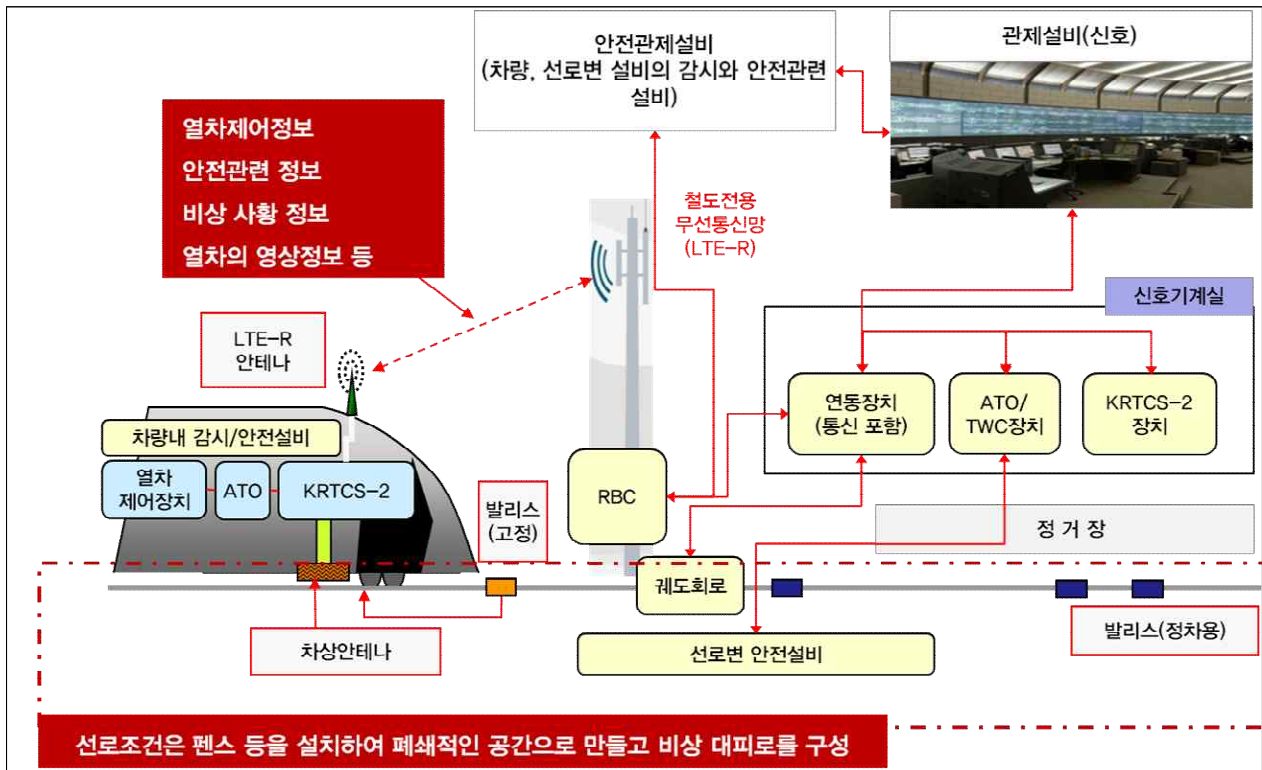 안전관제설비
(차량, 선로변 설비의 감시와 안전관련
설비)
관제설비(신호)
열차제어정보
안전관련 정보
비상 사황 정보
열차의 영상정보 등
철도전용
무선통신망
(LTE-R)
신호기계실
LTE-R
안테나
연동장치
(통신 포함)
ATO/
TWC장치
KRTCS-2
장치
차량내 감시/안전설비
열차
제어장치
ATO
KRTCS-2
발리스
(고정)
RBC
정 거 장
궤도회로
차상안테나
선로변 안전설비
발리스(정차용)
선로조건은 펜스 등을 설치하여 폐쇄적인 공간으로 만들고 비상 대피로를 구성